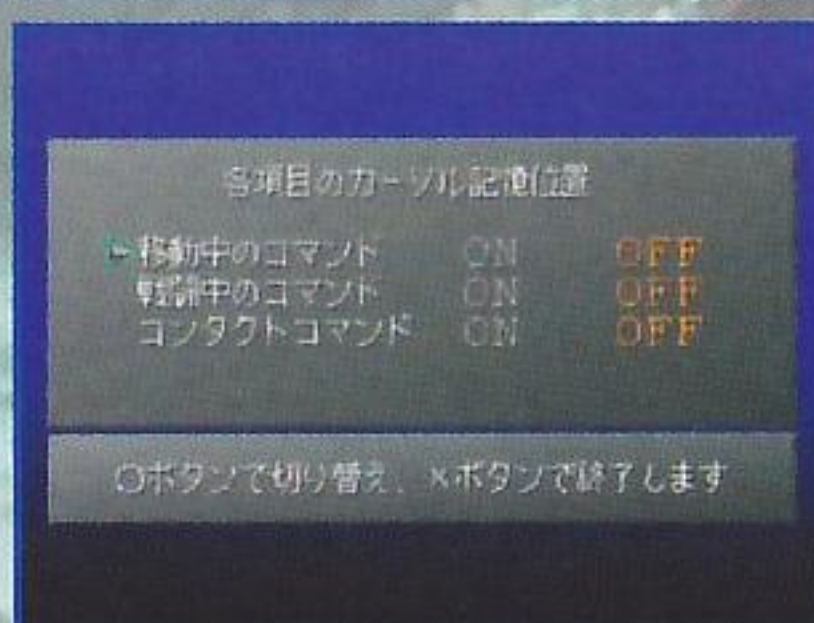 各項目のカーソル記憶位置
移動中のコマンド ON OFF
戦闘中のコマンド ON OFF
コンタクトコマンド ON OFF
○ボタンで切り替え、×ボタンで終了します